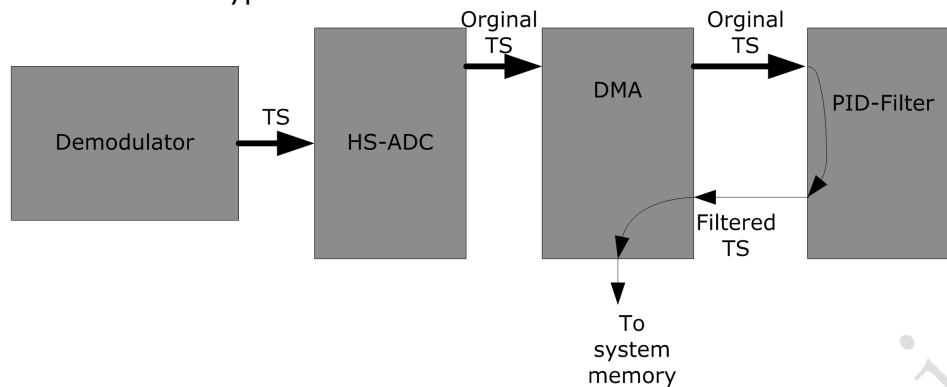 Orginal
TS
Orginal
TS
Demodulator
TS
HS-ADC
DMA
PID-Filter
Filtered
TS
To
system
memory